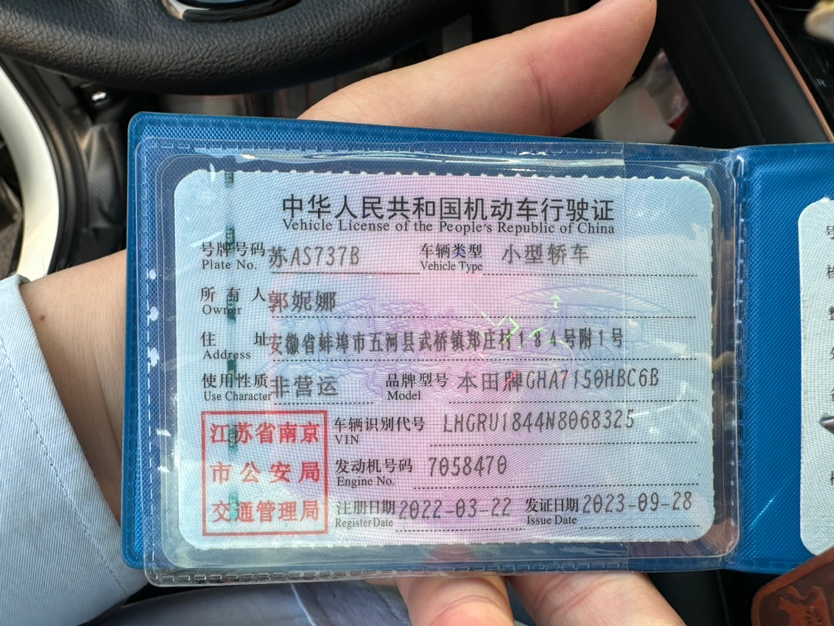 中华人民共和国机动车行驶证
Vehicle License of the People's Republic of China
号牌号码 苏AS737B 车辆类型 小型轿车
Plate No. Vehicle Type
所有人 郭妮娜
Owner
住址 安徽省蚌埠市五河县武桥镇郑庄村184号附1号
Address
使用性质 非营运 品牌型号 本田牌GHA7150HBC6B
Use Character Model
江苏省南京
市公安局
交通管理局
车辆识别代号 LHGRU1844N8068325
VIN
发动机号码 7058470
Engine No.
注册日期 2022-03-22 发证日期 2023-09-28
Register Date Issue Date